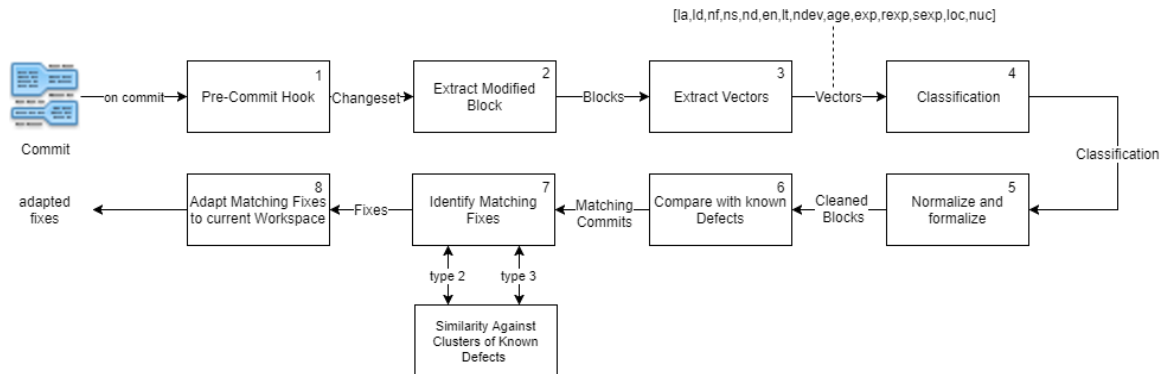 [la,ld,nf,ns,nd,en,lt,ndev,age,exp,rexp,sexp,loc,nuc]
Commit
on commit
1
Pre-Commit Hook
Changeset
2
Extract Modified
Block
Blocks
3
Extract Vectors
Vectors
4
Classification
Classification
5
Normalize and
formalize
Cleaned
Blocks
6
Compare with known
Defects
Matching
Commits
7
Identify Matching
Fixes
type 2
type 3
Similarity Against
Clusters of Known
Defects
Fixes
8
Adapt Matching Fixes
to current Workspace
adapted
fixes